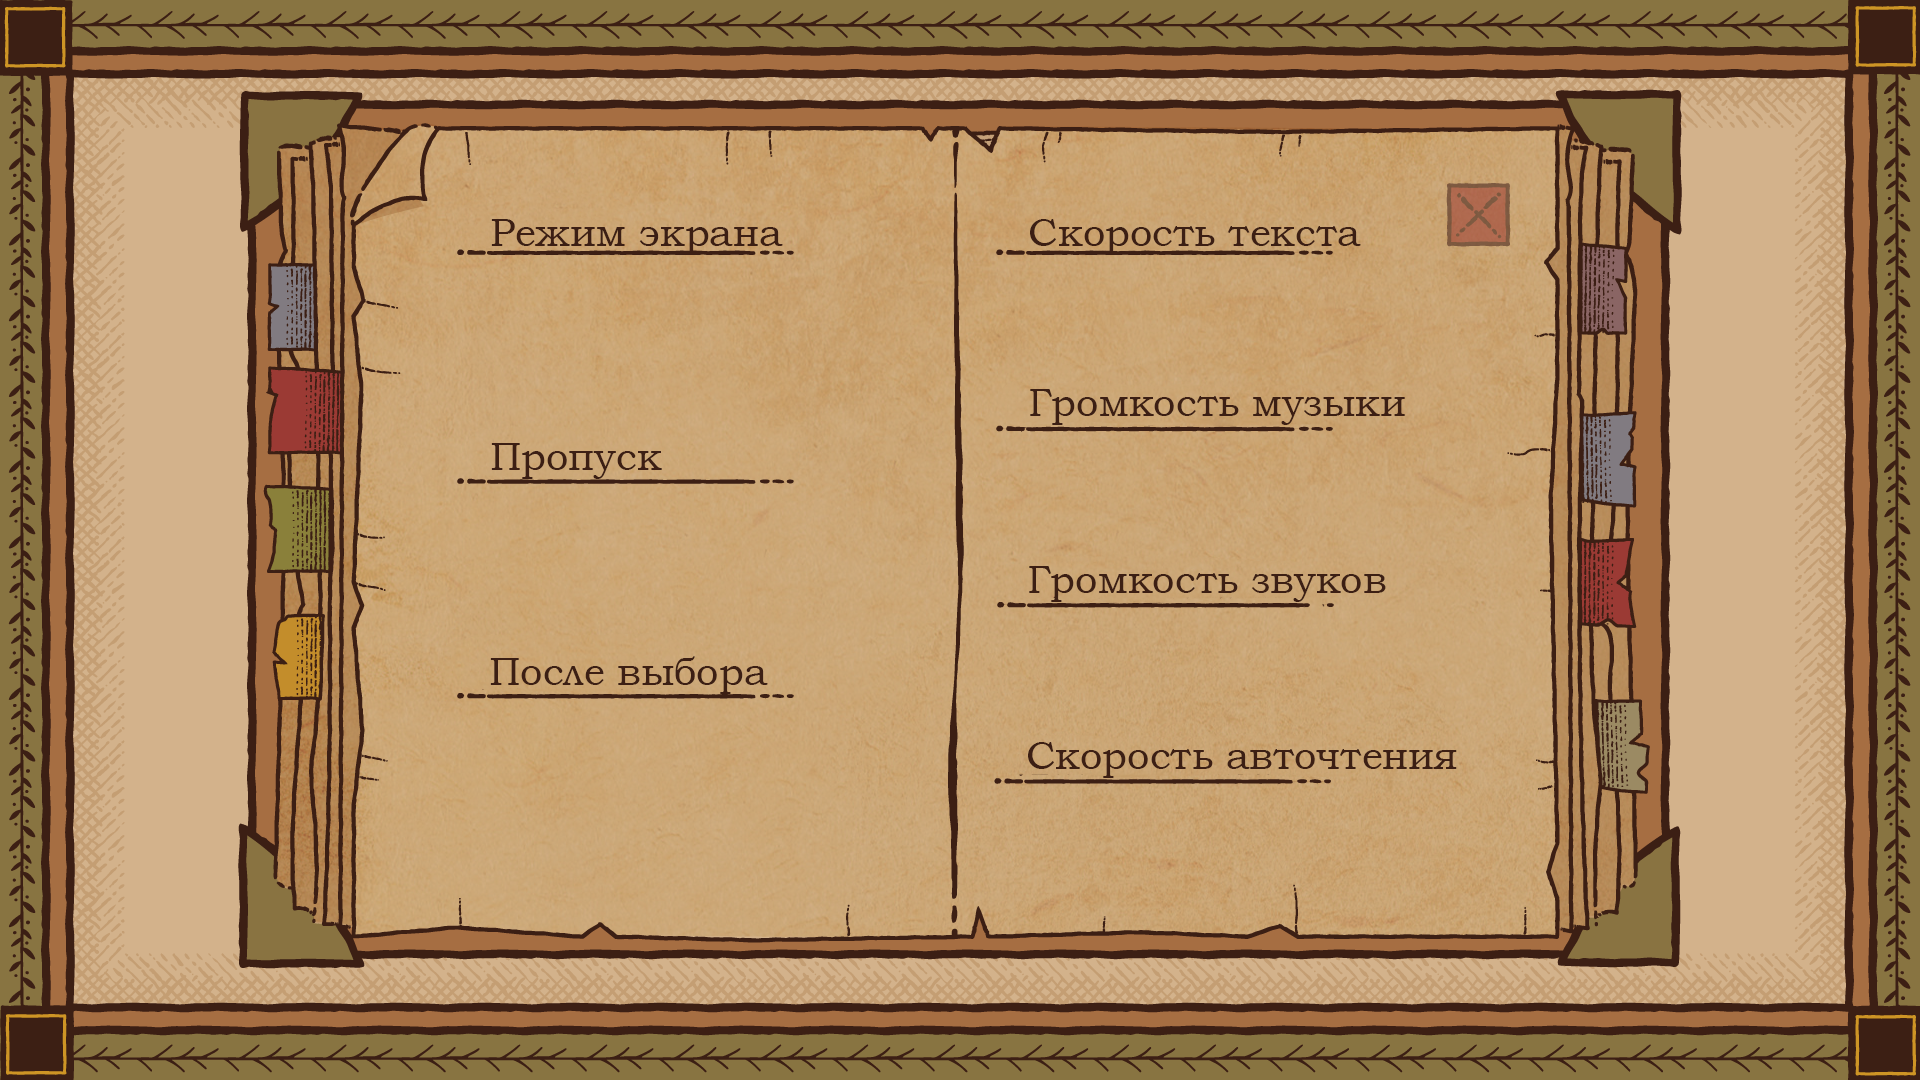 Режим экрана
Пропуск
После выбора
Скорость текста
Громкость музыки
Громкость звуков
Скорость авточтения